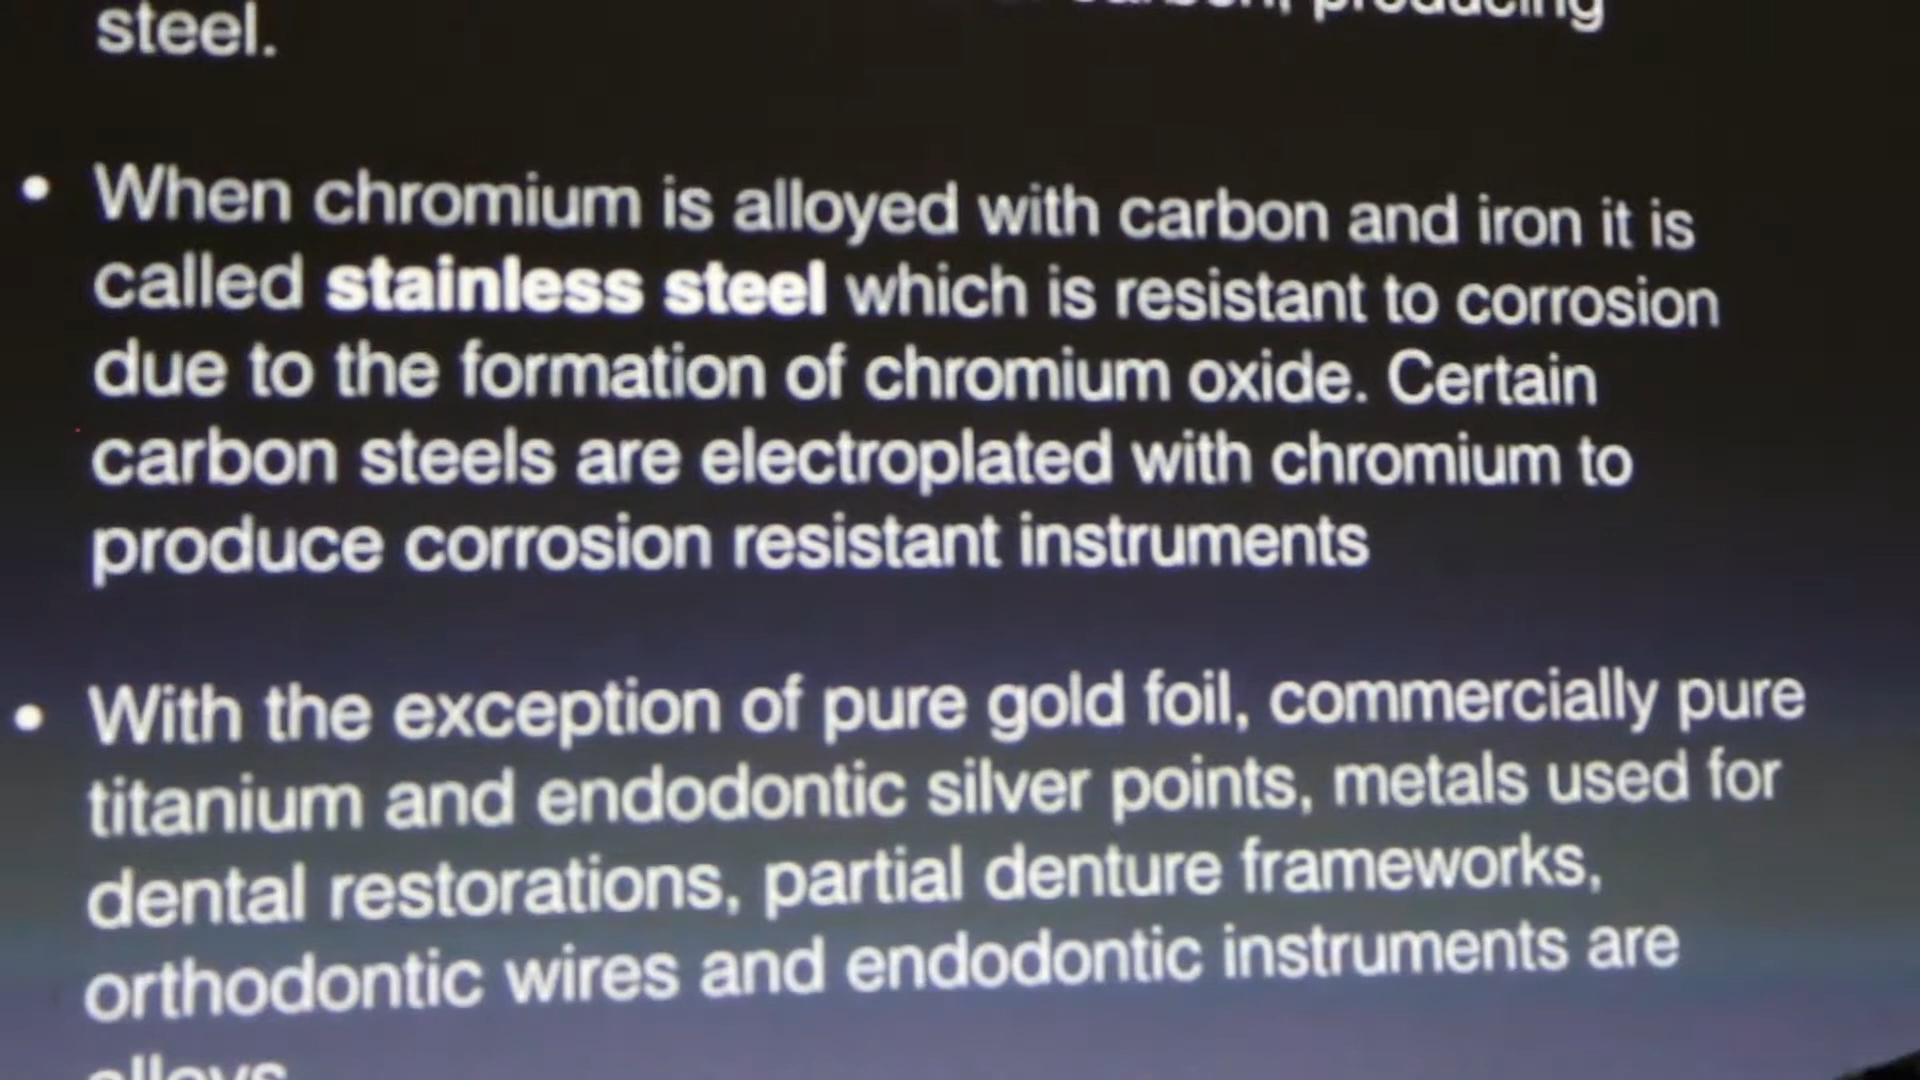 carbon, producing
steel.
• When chromium is alloyed with carbon and iron it is
called stainless steel which is resistant to corrosion
due to the formation of chromium oxide. Certain
carbon steels are electroplated with chromium to
produce corrosion resistant instruments
• With the exception of pure gold foil, commercially pure
titanium and endodontic silver points, metals used for
dental restorations, partial denture frameworks,
orthodontic wires and endodontic instruments are
alloys